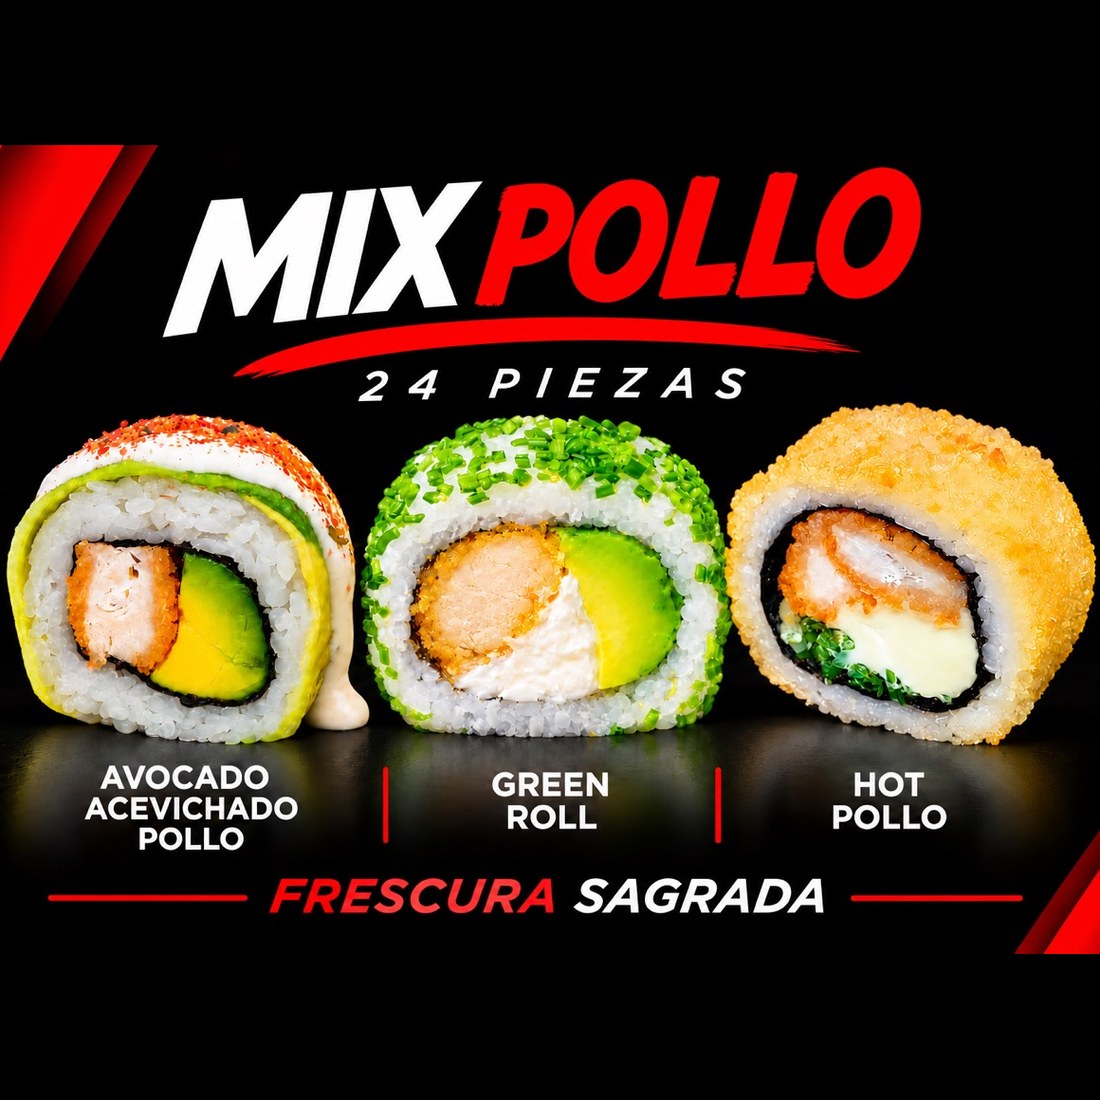 MIX POLLO
24 PIEZAS
AVOCADO
ACEVICHADO
POLLO
GREEN
ROLL
HOT
POLLO
FRESCURA SAGRADA